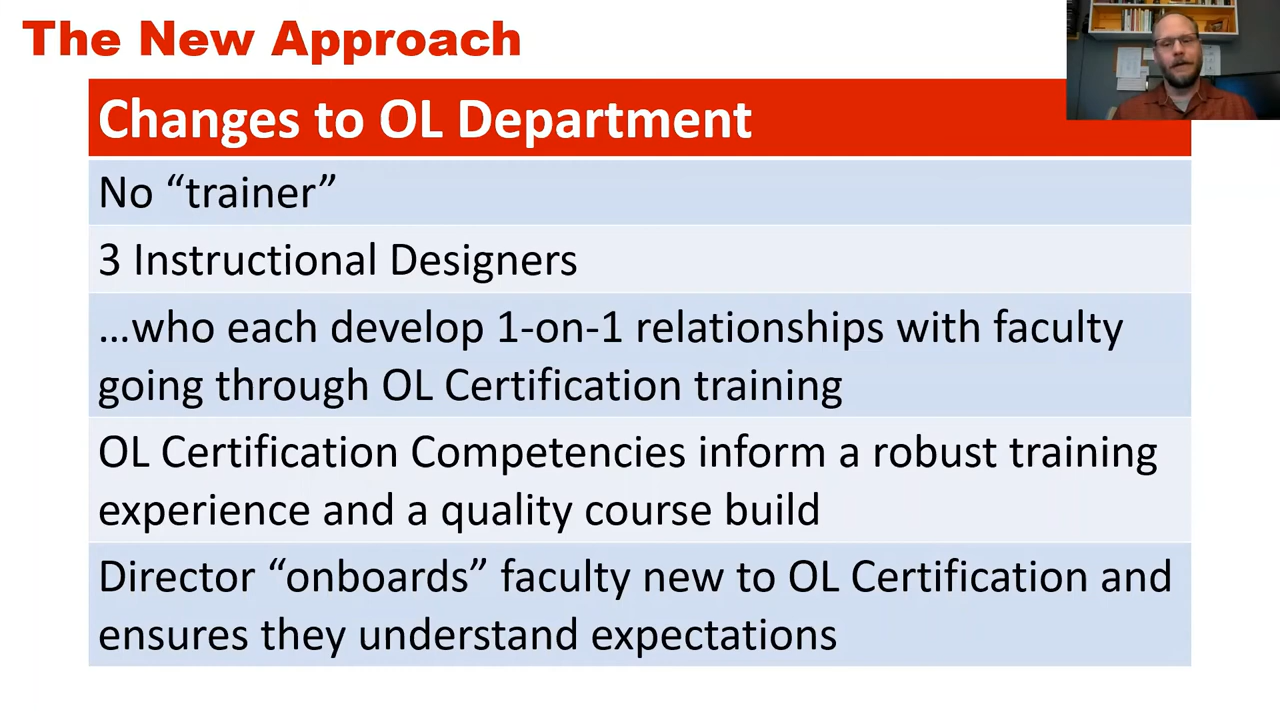 The New Approach
Changes to OL Department
No “trainer”
3 Instructional Designers
...who each develop 1-on-1 relationships with faculty
going through OL Certification training
OL Certification Competencies inform a robust training
experience and a quality course build
Director “onboards” faculty new to OL Certification and
ensures they understand expectations